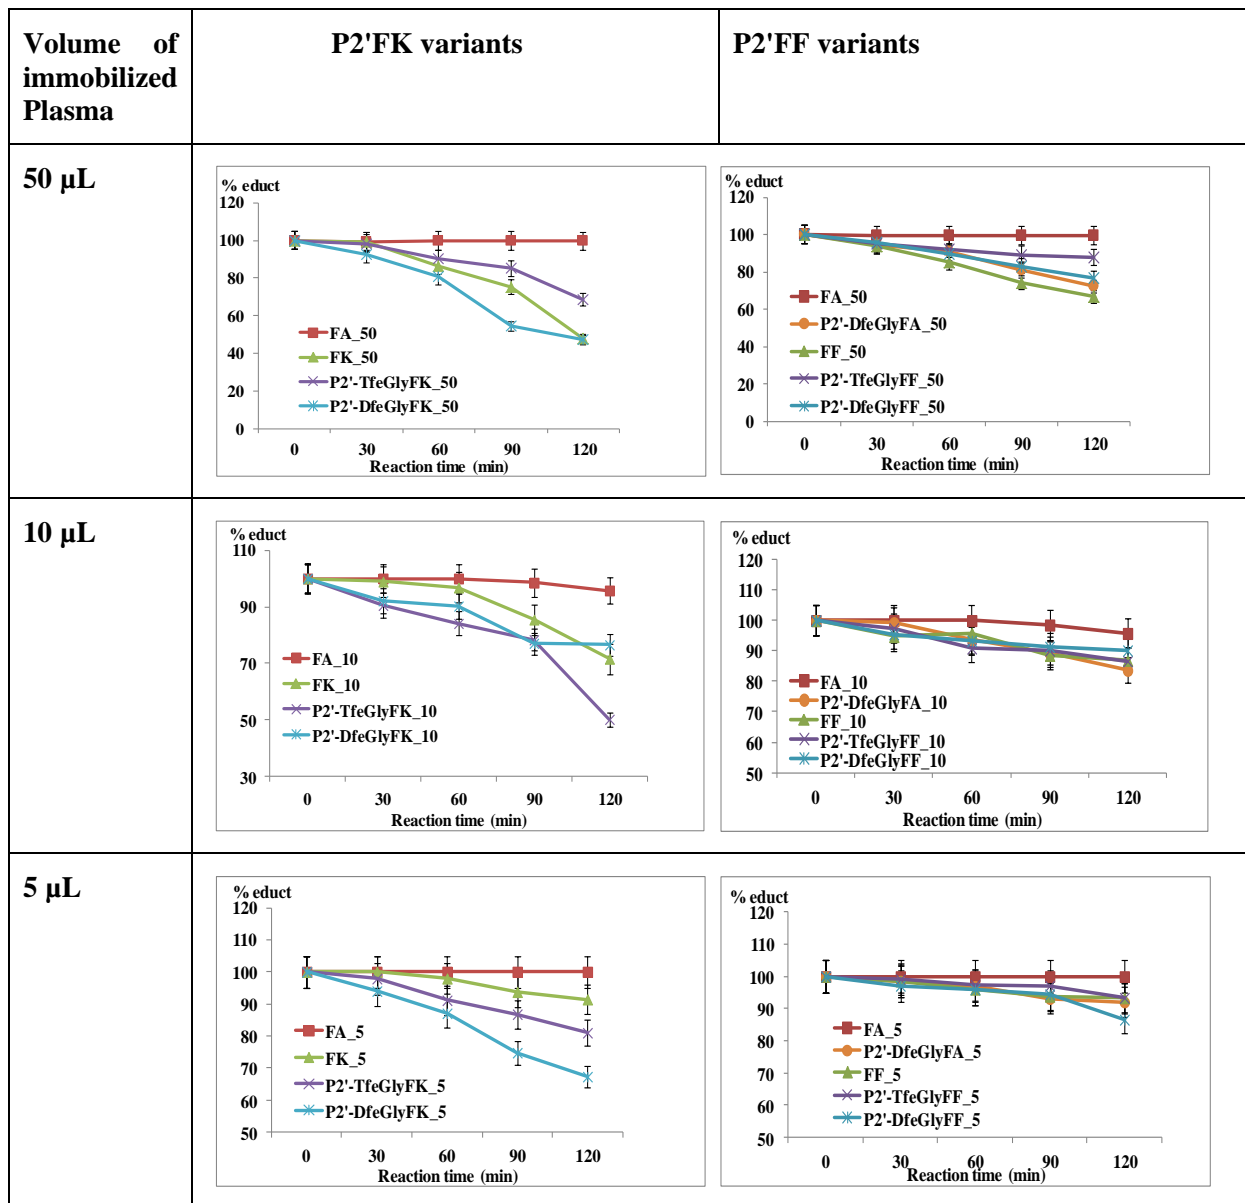 Volume of
immobilized
Plasma
P2'FK variants
P2'FF variants
50 µL
% educt
120
100
80
60
40
20
0
FA_50
FK_50
P2'-TfeGlyFK_50
P2'-DfeGlyFK_50
0 30 60 90 120
Reaction time (min)
% educt
120
100
80
60
40
20
0
FA_50
P2'-DfeGlyFA_50
FF_50
P2'-TfeGlyFF_50
P2'-DfeGlyFF_50
0 30 60 90 120
Reaction time (min)
10 µL
% educt
110
90
70
50
30
FA_10
FK_10
P2'-TfeGlyFK_10
P2'-DfeGlyFK_10
0 30 60 90 120
Reaction time (min)
% educt
120
110
100
90
80
70
60
50
FA_10
P2'-DfeGlyFA_10
FF_10
P2'-TfeGlyFF_10
P2'-DfeGlyFF_10
0 30 60 90 120
Reaction time (min)
5 µL
% educt
120
110
100
90
80
70
60
50
FA_5
FK_5
P2'-TfeGlyFK_5
P2'-DfeGlyFK_5
0 30 60 90 120
Reaction time (min)
% educt
120
110
100
90
80
70
60
50
FA_5
P2'-DfeGlyFA_5
FF_5
P2'-TfeGlyFF_5
P2'-DfeGlyFF_5
0 30 60 90 120
Reaction time (min)